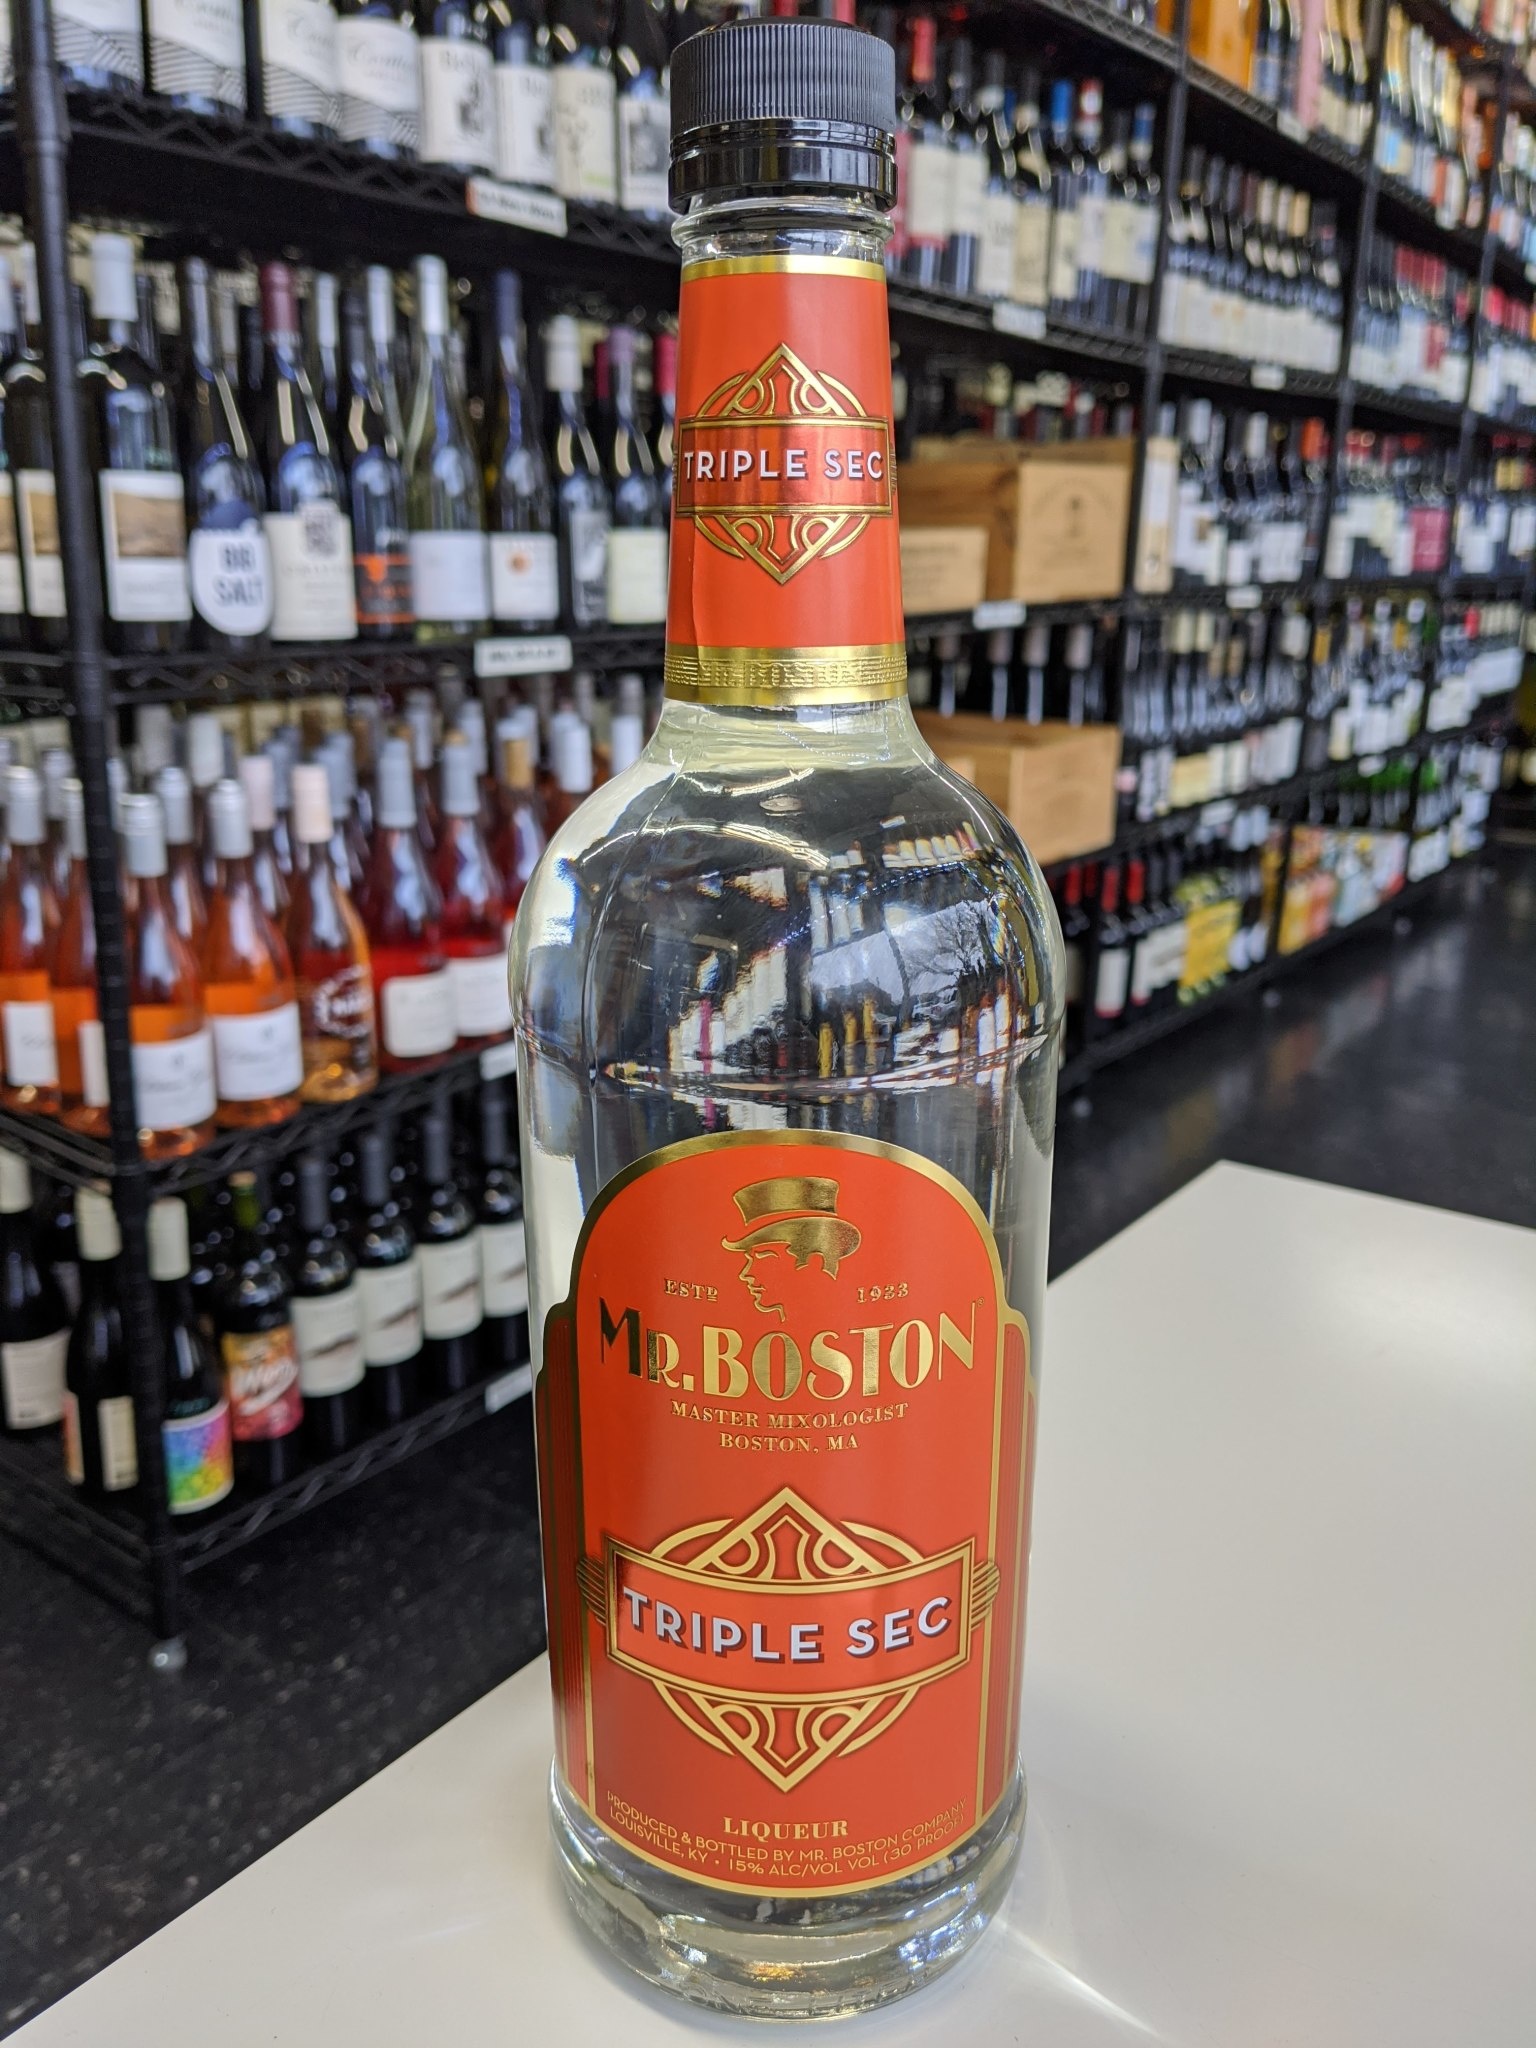 TRIPLE SEC
BOSTON
BIG
SALT
ESTD 1933
MR. BOSTON®
MASTER MIXOLOGIST
BOSTON, MA
TRIPLE SEC
LIQUEUR
PRODUCED & BOTTLED BY MR. BOSTON COMPANY
LOUISVILLE, KY • 15% ALC/VOL VOL (30 PROOF)